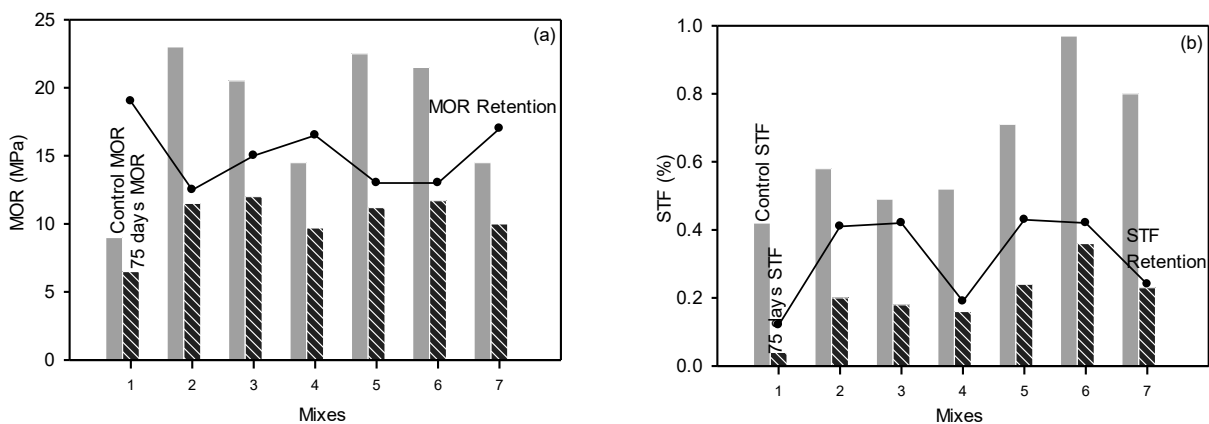 (a)
25
20
15
10
5
0
MOR (MPa)
Control MOR
75 days MOR
MOR Retention
1 2 3 4 5 6 7
Mixes
(b)
1.0
0.8
0.6
0.4
0.2
0.0
STF (%)
Control STF
75 days STF
STF
Retention
1 2 3 4 5 6 7
Mixes